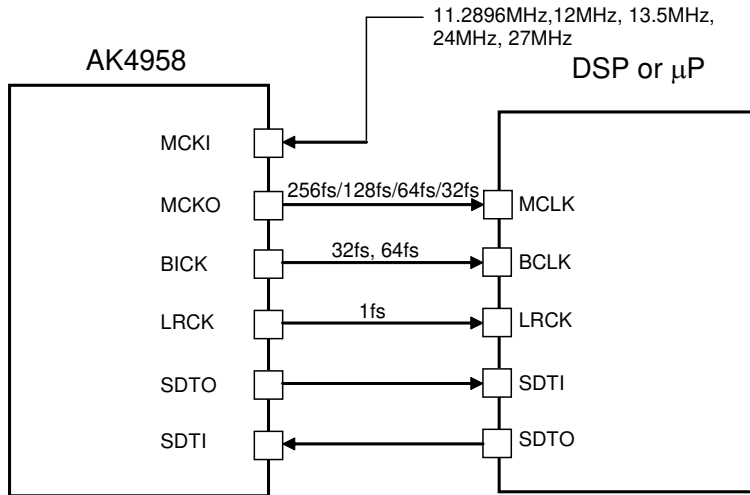 11.2896MHz,12MHz, 13.5MHz,
24MHz, 27MHz
AK4958
DSP or μP
MCKI
MCKO
256fs/128fs/64fs/32fs
MCLK
BICK
32fs, 64fs
BCLK
LRCK
1fs
LRCK
SDTO
SDTI
SDTI
SDTO